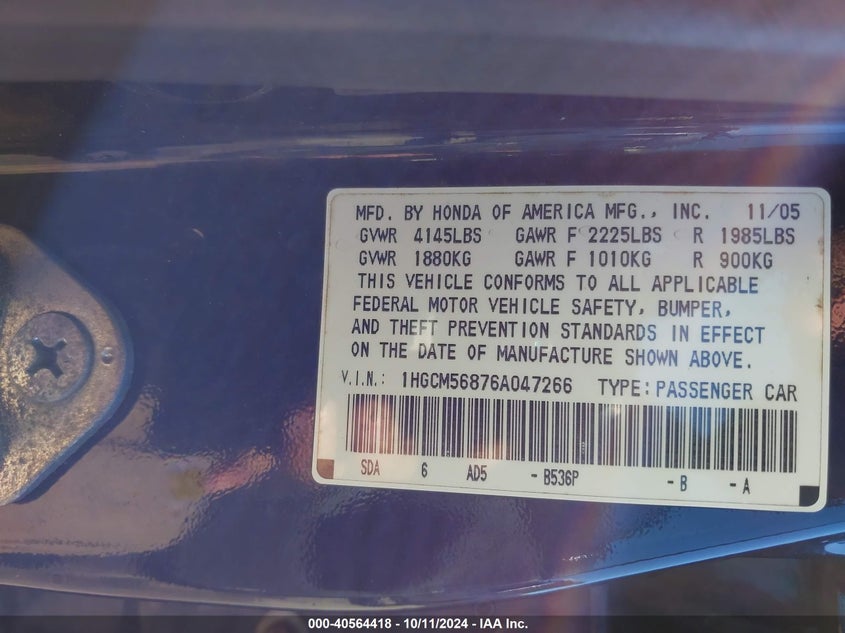 MFD. BY HONDA OF AMERICA MFG., INC. 11/05
GVWR 4145LBS GAWR F 2225LBS R 1985LBS
GVWR 1880KG GAWR F 1010KG R 900KG
THIS VEHICLE CONFORMS TO ALL APPLICABLE
FEDERAL MOTOR VEHICLE SAFETY, BUMPER,
AND THEFT PREVENTION STANDARDS IN EFFECT
ON THE DATE OF MANUFACTURE SHOWN ABOVE.
V.I.N.: 1HGCM56876A047266 TYPE: PASSENGER CAR
SDA 6 AD5 - B536P - B - A
000-40564418 - 10/11/2024 - IAA Inc.